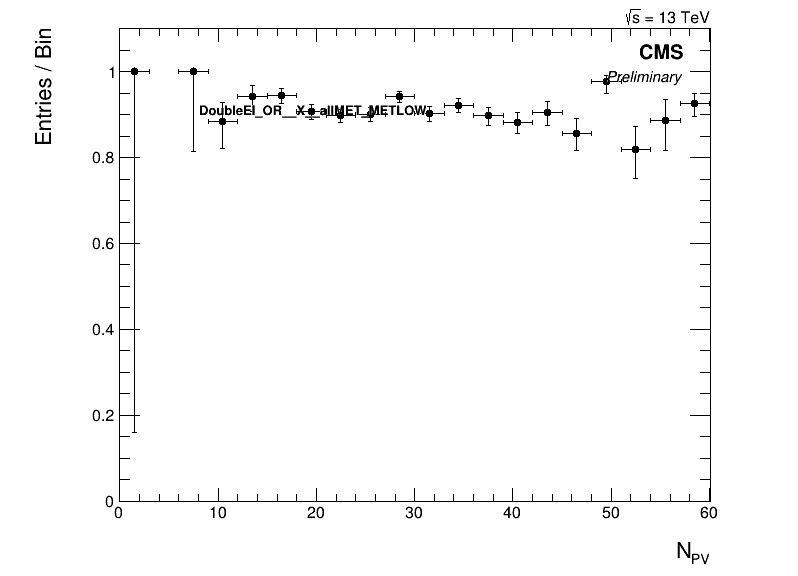 √s = 13 TeV
CMS
Preliminary
Entries / Bin
1
DoubleEl_OR__X__allMET_METLOW
0.8
0.6
0.4
0.2
0
0 10 20 30 40 50 60
N_PV